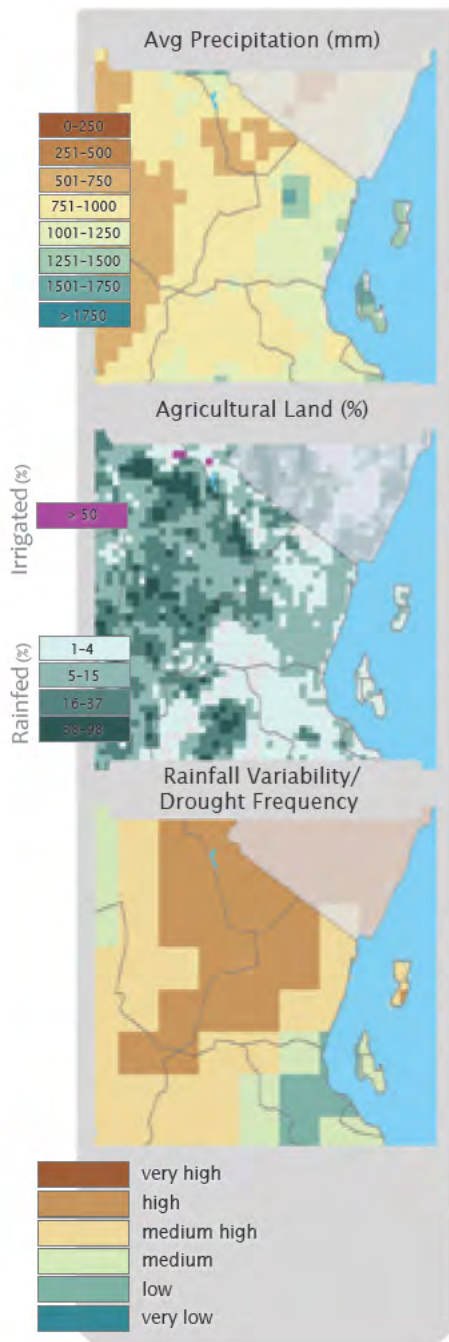 Avg Precipitation (mm)
0-250
251-500
501-750
751-1000
1001-1250
1251-1500
1501-1750
> 1750
Agricultural Land (%)
Irrigated (%)
> 50
Rainfed (%)
1-4
5-15
16-37
38-98
Rainfall Variability/
Drought Frequency
very high
high
medium high
medium
low
very low